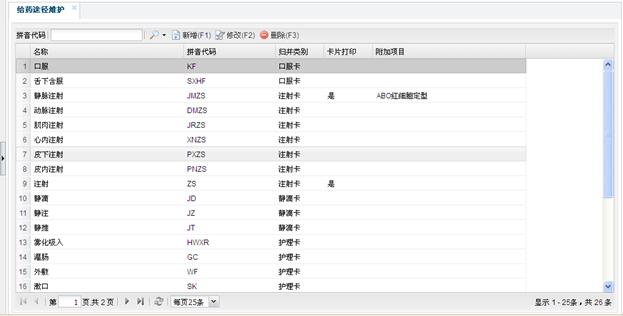 给药途径维护
拼音代码 新增(F1) 修改(F2) 删除(F3)
名称 拼音代码 归并类别 卡片打印 附加项目
1 口服 KF 口服卡
2 舌下含服 SXHF 口服卡
3 静脉注射 JMZS 注射卡 是 ABO红细胞定型
4 动脉注射 DMZS 注射卡
5 肌肉注射 JRZS 注射卡
6 心内注射 XNZS 注射卡
7 皮下注射 PXZS 注射卡
8 皮内注射 PNZS 注射卡
9 注射 ZS 注射卡 是
10 静滴 JD 静滴卡
11 静注 JZ 静滴卡
12 静推 JT 静滴卡
13 雾化吸入 HWXR 护理卡
14 灌肠 GC 护理卡
15 外敷 WF 护理卡
16 漱口 SK 护理卡
第 1 页,共 2 页 每页25条 显示 1 - 25条，共 26 条